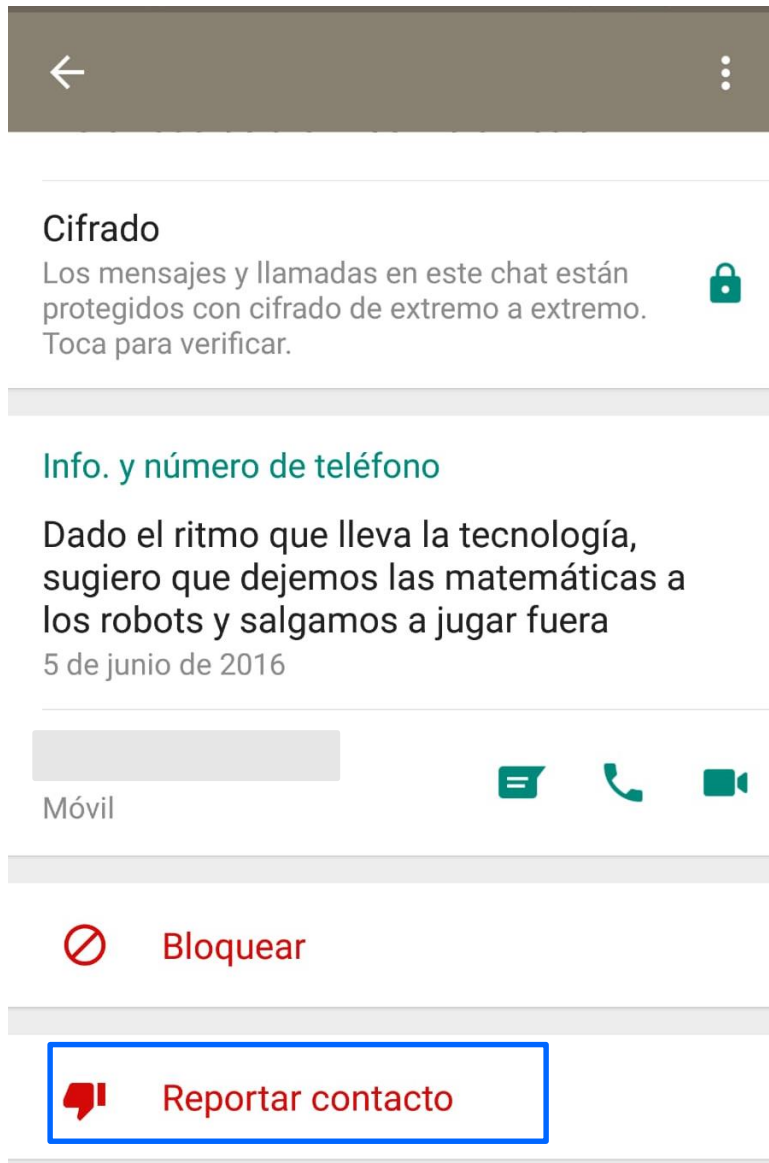 Cifrado
Los mensajes y llamadas en este chat están
protegidos con cifrado de extremo a extremo.
Toca para verificar.
Info. y número de teléfono
Dado el ritmo que lleva la tecnología,
sugiero que dejemos las matemáticas a
los robots y salgamos a jugar fuera
5 de junio de 2016
Móvil
Bloquear
Reportar contacto